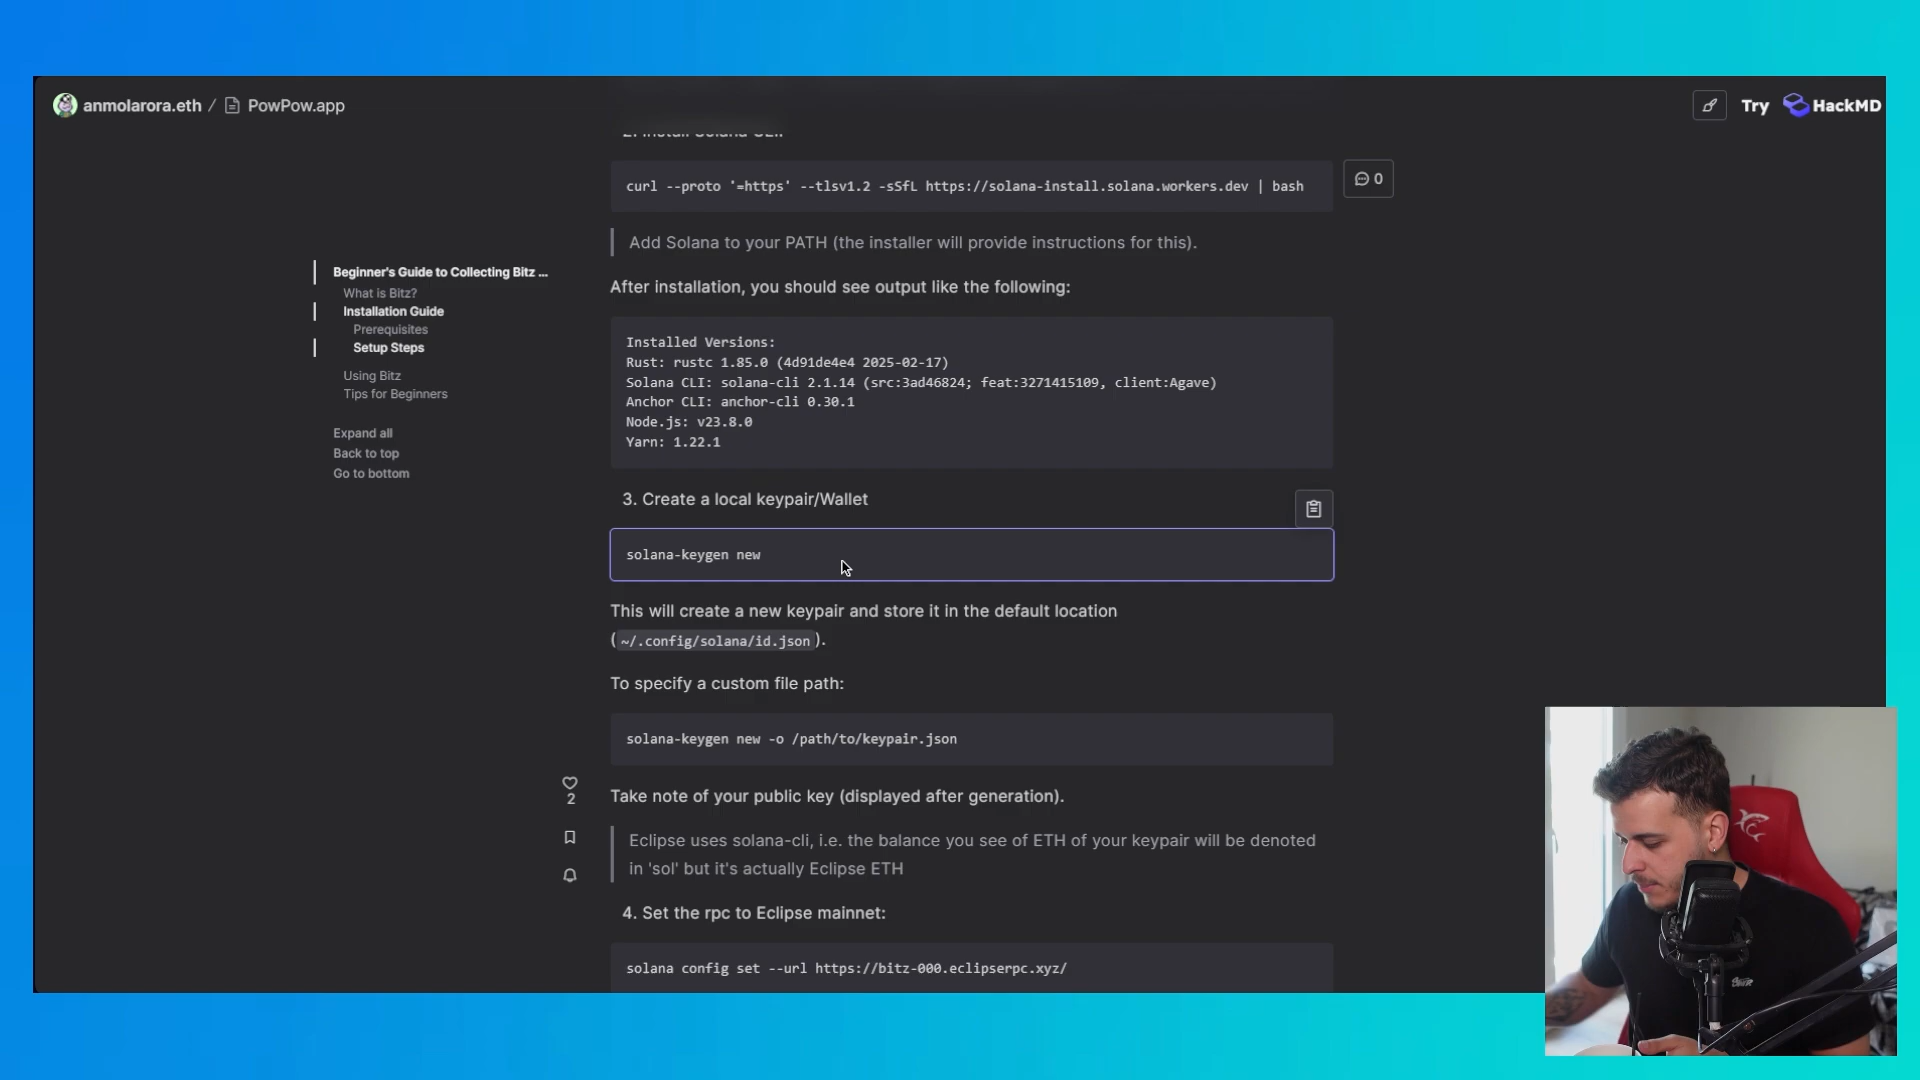 anmolarora.eth / PowPow.app
Try HackMD
2. Install Solana CLI:
curl --proto '=https' --tlsv1.2 -sSfL https://solana-install.solana.workers.dev | bash
0
Add Solana to your PATH (the installer will provide instructions for this).
After installation, you should see output like the following:
Installed Versions:
Rust: rustc 1.85.0 (4d91de4e4 2025-02-17)
Solana CLI: solana-cli 2.1.14 (src:3ad46824; feat:3271415109, client:Agave)
Anchor CLI: anchor-cli 0.30.1
Node.js: v23.8.0
Yarn: 1.22.1
Beginner's Guide to Collecting Bitz ...
What is Bitz?
Installation Guide
Prerequisites
Setup Steps
Using Bitz
Tips for Beginners
Expand all
Back to top
Go to bottom
3. Create a local keypair/Wallet
solana-keygen new
This will create a new keypair and store it in the default location
(~/.config/solana/id.json).
To specify a custom file path:
solana-keygen new -o /path/to/keypair.json
2
Take note of your public key (displayed after generation).
Eclipse uses solana-cli, i.e. the balance you see of ETH of your keypair will be denoted
in 'sol' but it's actually Eclipse ETH
4. Set the rpc to Eclipse mainnet:
solana config set --url https://bitz-000.eclipserpc.xyz/